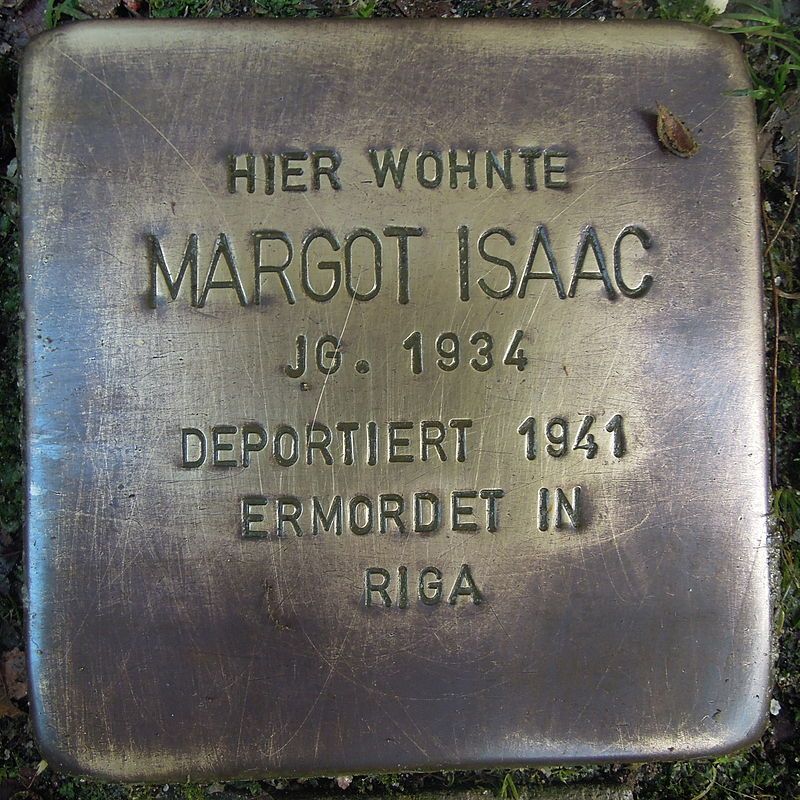 HIER WOHNTE
MARGOT ISAAC
JG. 1934
DEPORTIERT 1941
ERMORDET IN
RIGA